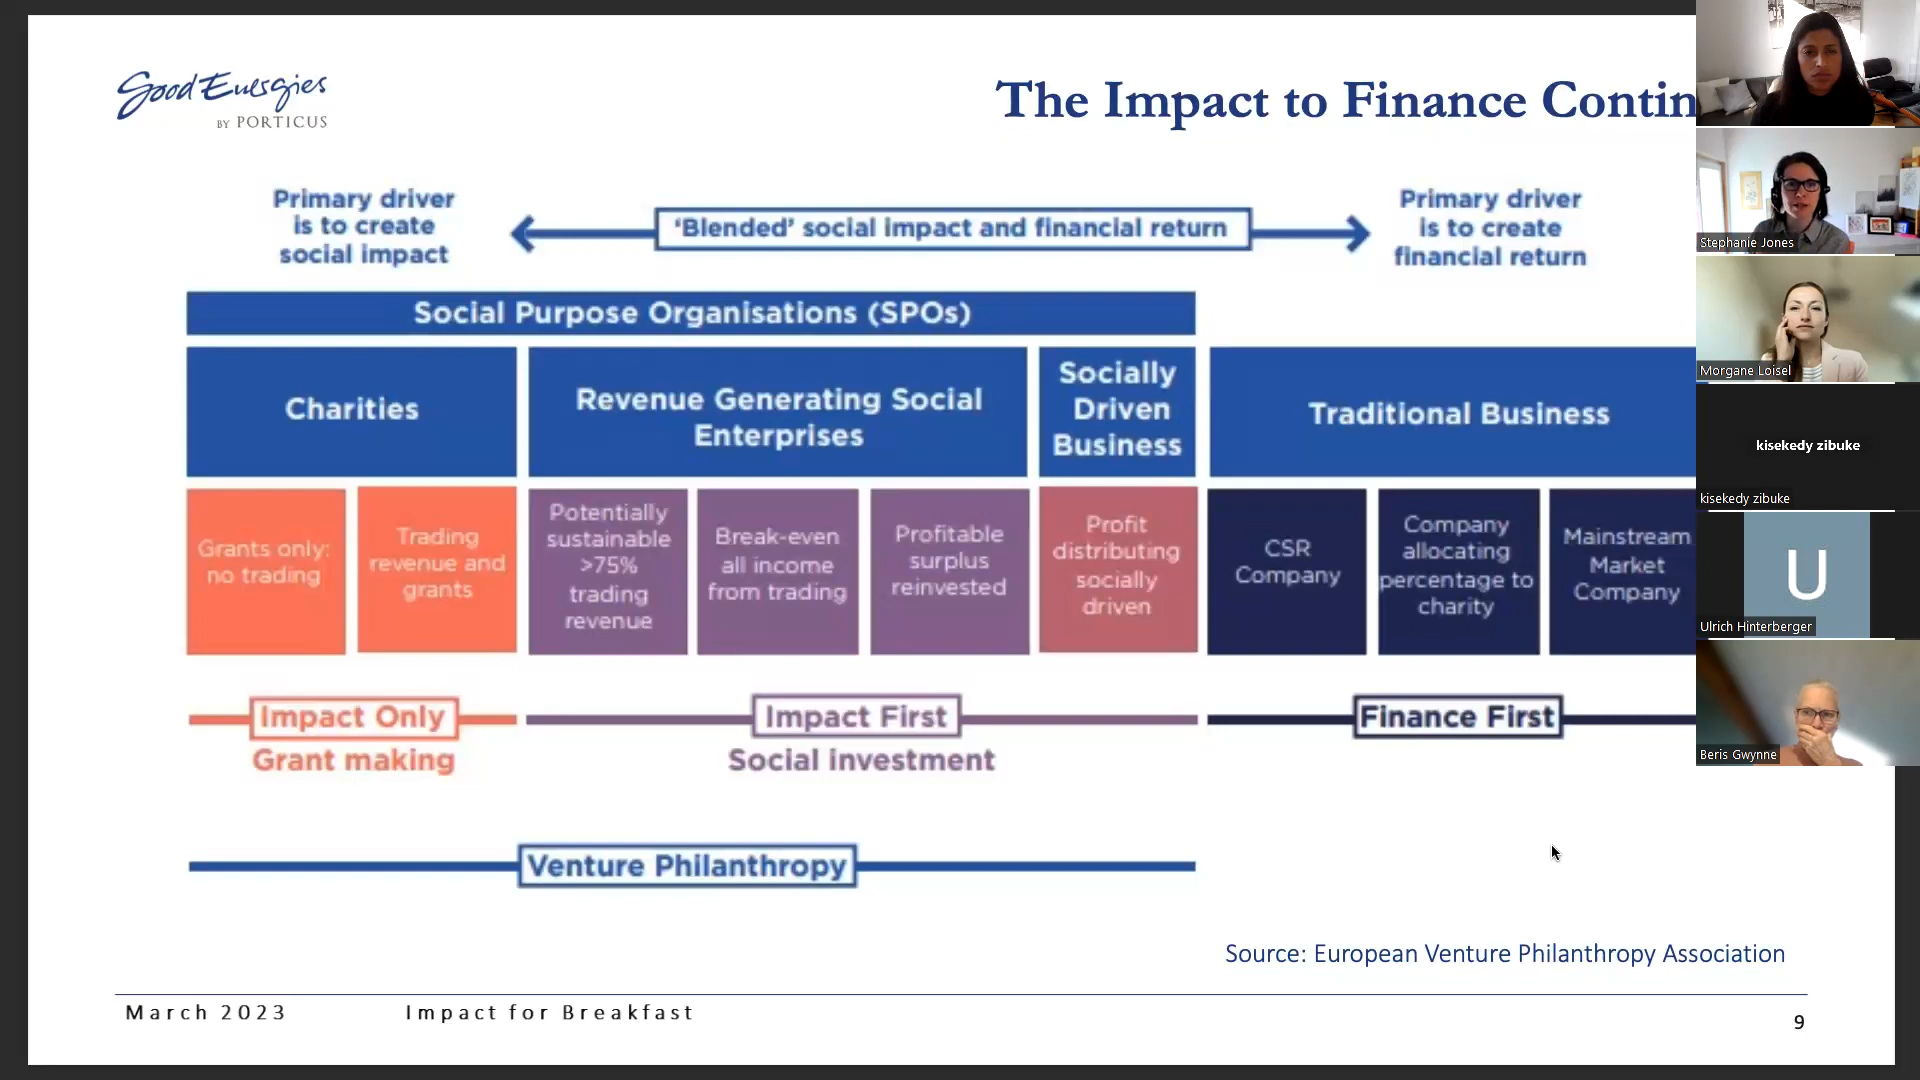 Good Energies
BY PORTICUS
The Impact to Finance Contin
Primary driver
is to create
social impact
‘Blended’ social impact and financial return
Primary driver
is to create
financial return
Social Purpose Organisations (SPOs)
Charities
Revenue Generating Social
Enterprises
Socially
Driven
Business
Traditional Business
Grants only:
no trading
Trading
revenue and
grants
Potentially
sustainable
>75%
trading
revenue
Break-even
all income
from trading
Profitable
surplus
reinvested
Profit
distributing
socially
driven
CSR
Company
Company
allocating
percentage to
charity
Mainstream
Market
Company
Impact Only
Grant making
Impact First
Social investment
Finance First
Venture Philanthropy
Source: European Venture Philanthropy Association
March 2023
Impact for Breakfast
9
Stephanie Jones
Morgane Loisel
kisekedy zibuke
kisekedy zibuke
U
Ulrich Hinterberger
Beris Gwynne